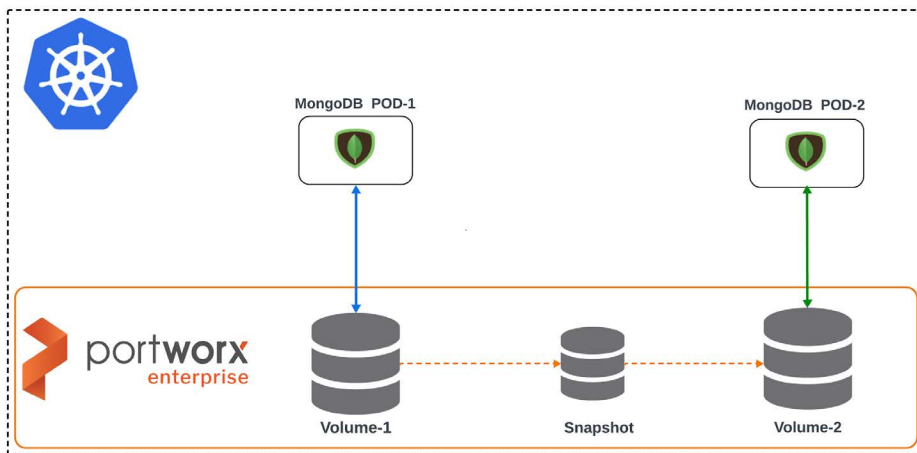 MongoDB POD-1
MongoDB POD-2
portworx
enterprise
Volume-1
Snapshot
Volume-2